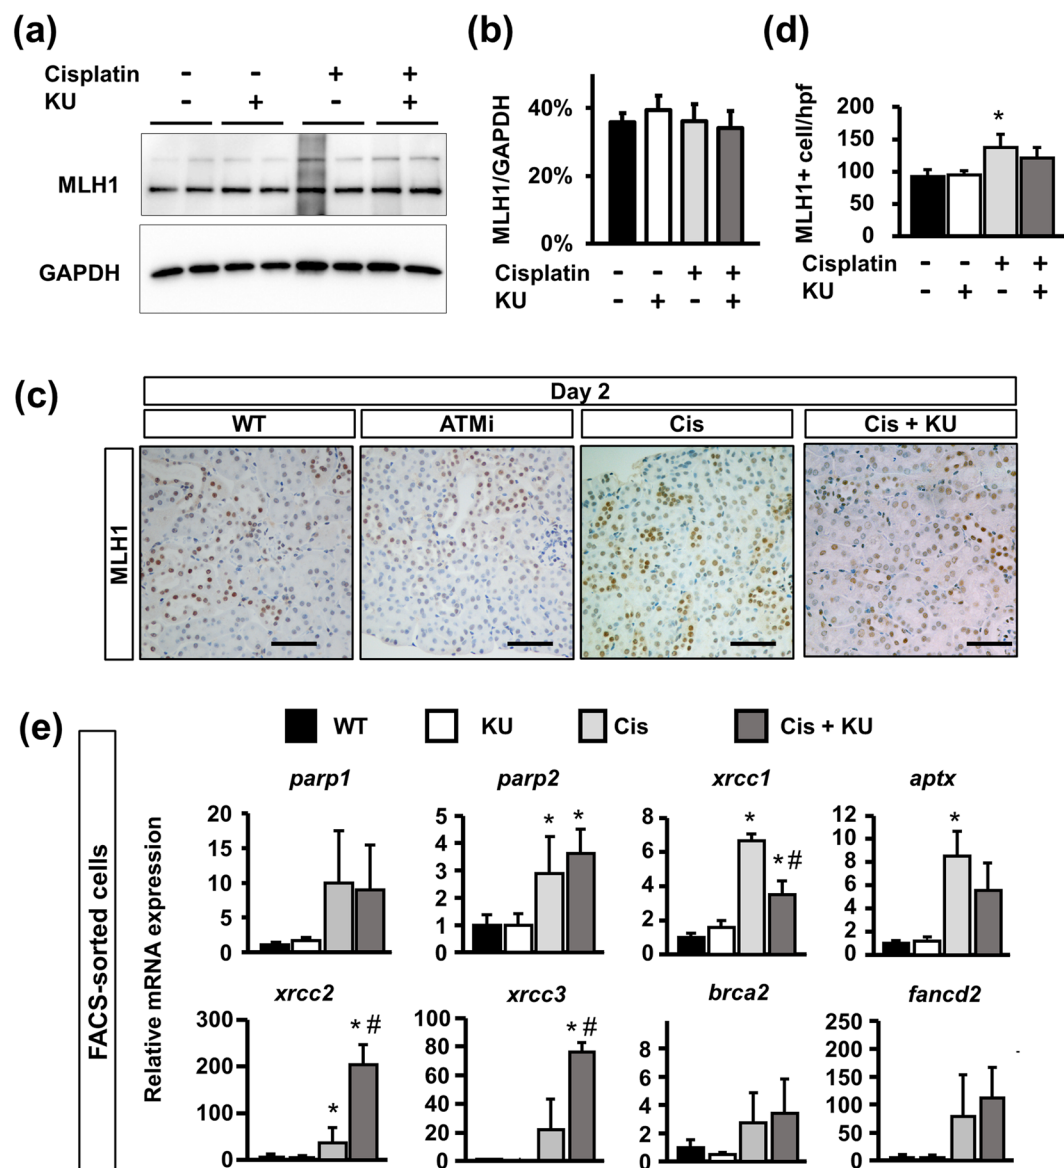 (a)
Cisplatin - - + +
KU - + - +
MLH1
GAPDH
(b)
MLH1/GAPDH
40%
20%
0%
Cisplatin - - + +
KU - + - +
(d)
MLH1+ cell/hpf
200
150
100
50
0
*
Cisplatin - - + +
KU - + - +
(c)
Day 2
WT ATMi Cis Cis + KU
MLH1
(e)
WT KU Cis Cis + KU
FACS-sorted cells
Relative mRNA expression
parp1
20
15
10
5
0
parp2
5
4
3
2
1
0
* *
xrcc1
8
6
4
2
0
*
* #
aptx
12
10
8
6
4
2
0
*
xrcc2
300
200
100
0
*
* #
xrcc3
100
80
60
40
20
0
* #
brca2
8
6
4
2
0
fancd2
250
200
150
100
50
0